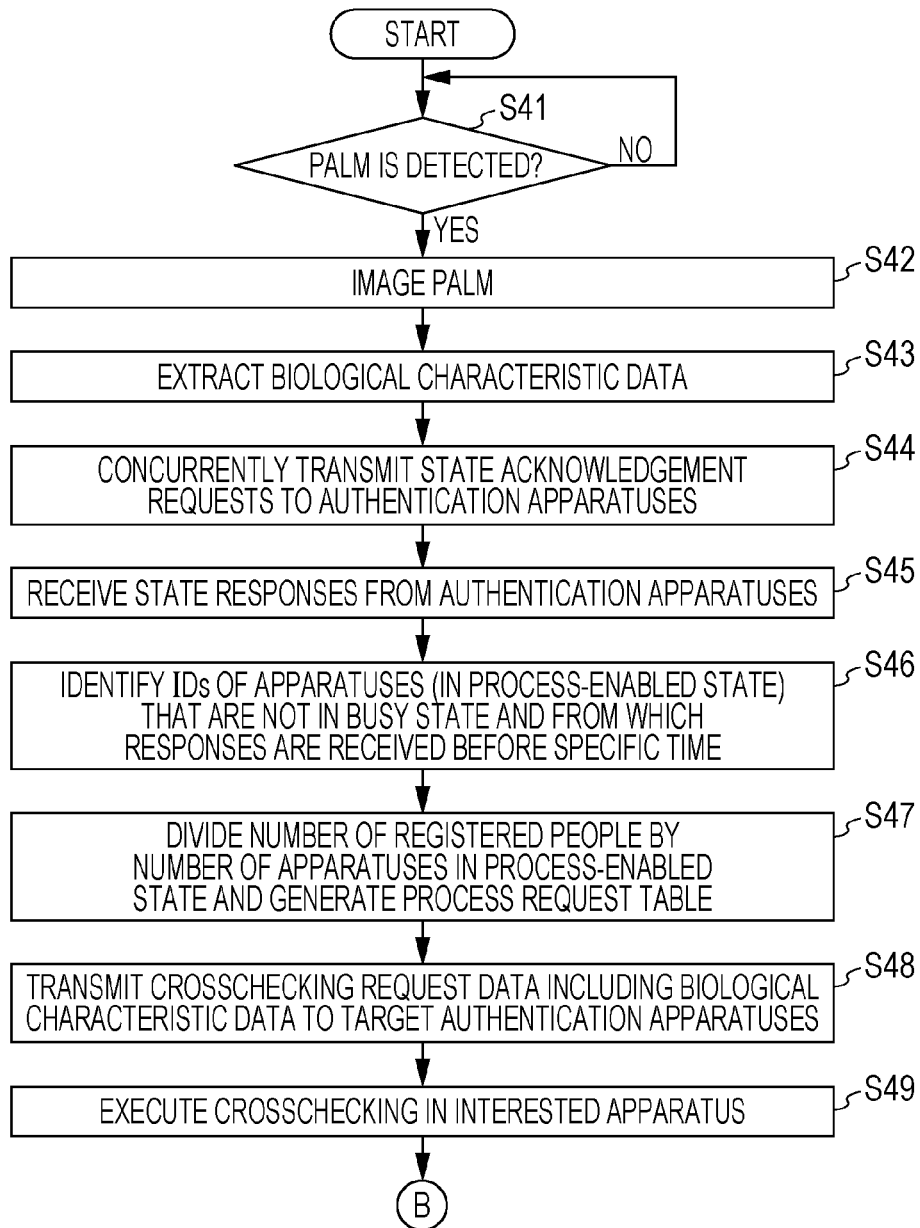 START
S41
PALM IS DETECTED?
NO
YES
S42
IMAGE PALM
S43
EXTRACT BIOLOGICAL CHARACTERISTIC DATA
S44
CONCURRENTLY TRANSMIT STATE ACKNOWLEDGEMENT
REQUESTS TO AUTHENTICATION APPARATUSES
S45
RECEIVE STATE RESPONSES FROM AUTHENTICATION APPARATUSES
S46
IDENTIFY IDs OF APPARATUSES (IN PROCESS-ENABLED STATE)
THAT ARE NOT IN BUSY STATE AND FROM WHICH
RESPONSES ARE RECEIVED BEFORE SPECIFIC TIME
S47
DIVIDE NUMBER OF REGISTERED PEOPLE BY
NUMBER OF APPARATUSES IN PROCESS-ENABLED
STATE AND GENERATE PROCESS REQUEST TABLE
S48
TRANSMIT CROSSCHECKING REQUEST DATA INCLUDING BIOLOGICAL
CHARACTERISTIC DATA TO TARGET AUTHENTICATION APPARATUSES
S49
EXECUTE CROSSCHECKING IN INTERESTED APPARATUS
B